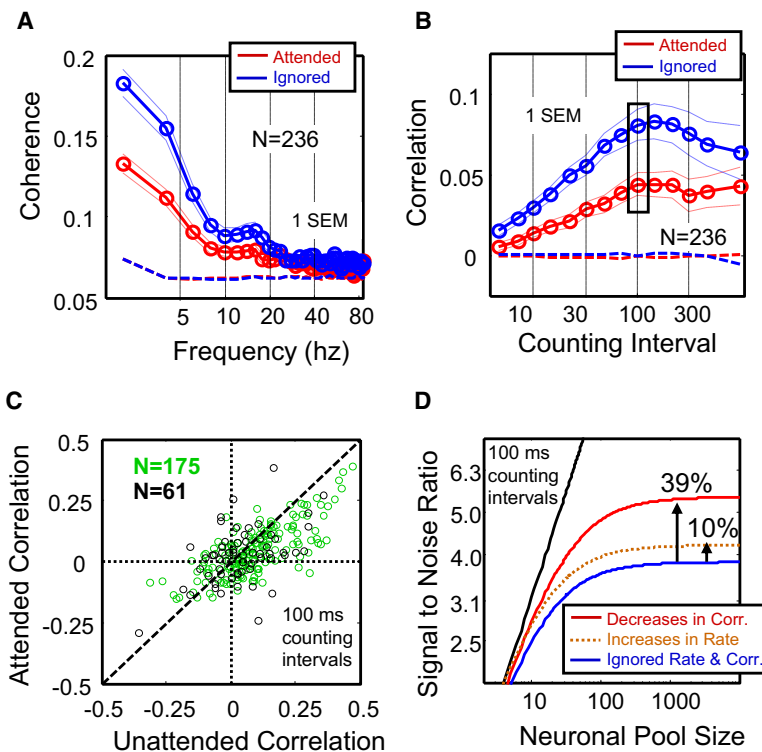 A
Attended
Ignored
0.2
0.15
0.1
0.05
Coherence
N=236
1 SEM
5
10
20
40
80
Frequency (hz)
B
Attended
Ignored
0.1
0.05
0
Correlation
1 SEM
N=236
10
30
100
300
Counting Interval
C
0.5
0.25
0
-0.25
-0.5
Attended Correlation
N=175
N=61
100 ms
counting
intervals
-0.5
-0.25
0
0.25
0.5
Unattended Correlation
D
6.3
5.0
4.0
3.1
2.5
Signal to Noise Ratio
100 ms
counting
intervals
39%
10%
Decreases in Corr.
Increases in Rate
Ignored Rate & Corr.
10
100
1000
Neuronal Pool Size